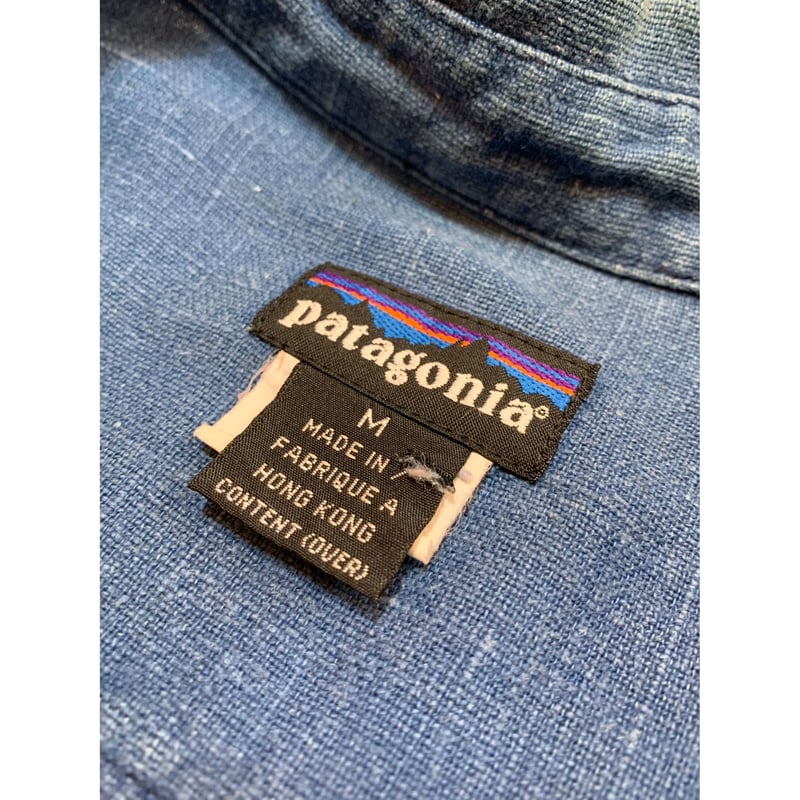 patagonia®
M
MADE IN /
FABRIQUE A
HONG KONG
CONTENT (OVER)